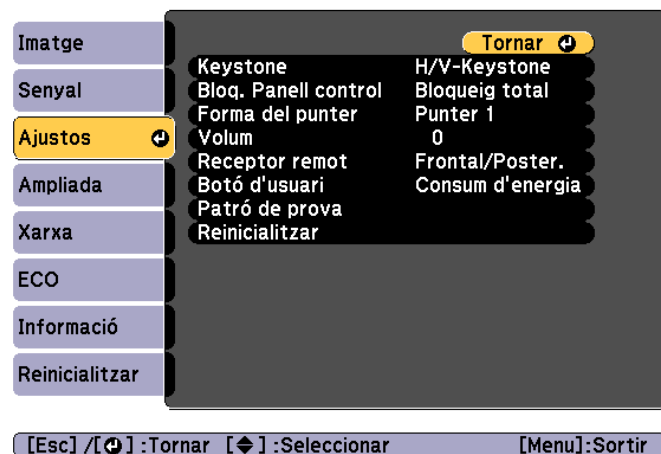 Imatge
Senyal
Ajustos
Ampliada
Xarxa
ECO
Informació
Reinicialitzar
Tornar
Keystone H/V-Keystone
Bloq. Panell control Bloqueig total
Forma del punter Punter 1
Volum 0
Receptor remot Frontal/Poster.
Botó d'usuari Consum d'energia
Patró de prova
Reinicialitzar
[Esc] /[ ] :Tornar [ ] :Seleccionar [Menu]:Sortir